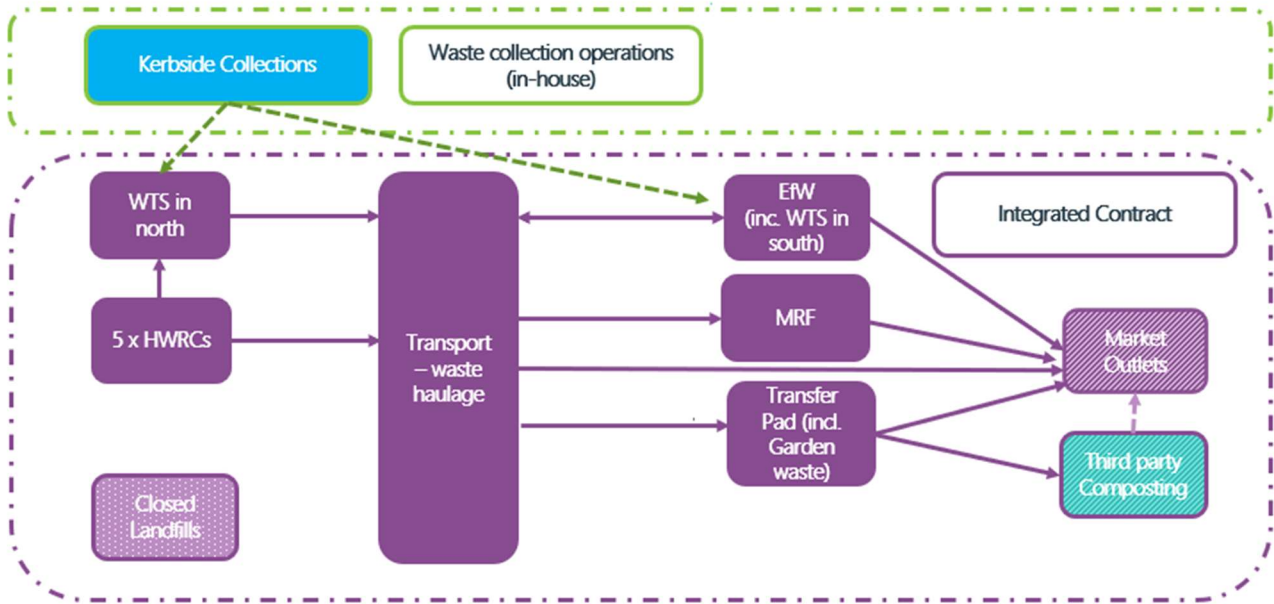 Kerbside Collections
Waste collection operations
(in-house)
WTS in
north
EfW
(inc. WTS in
south)
Integrated Contract
5 x HWRCs
Transport
– waste
haulage
MRF
Market
Outlets
Transfer
Pad (incl.
Garden
waste)
Third party
Composting
Closed
Landfills